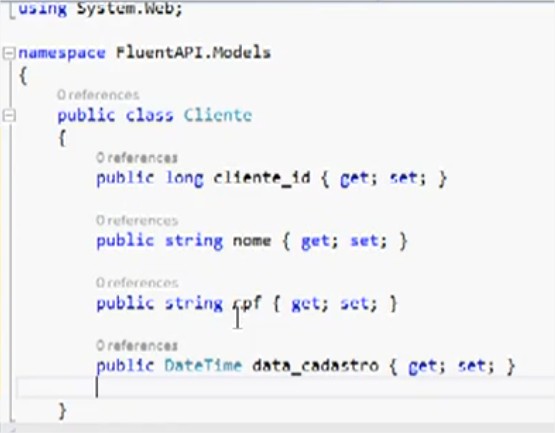 using System.Web;
namespace FluentAPI.Models
{
0 references
public class Cliente
{
0 references
public long cliente_id { get; set; }
0 references
public string nome { get; set; }
0 references
public string cpf { get; set; }
0 references
public DateTime data_cadastro { get; set; }
}